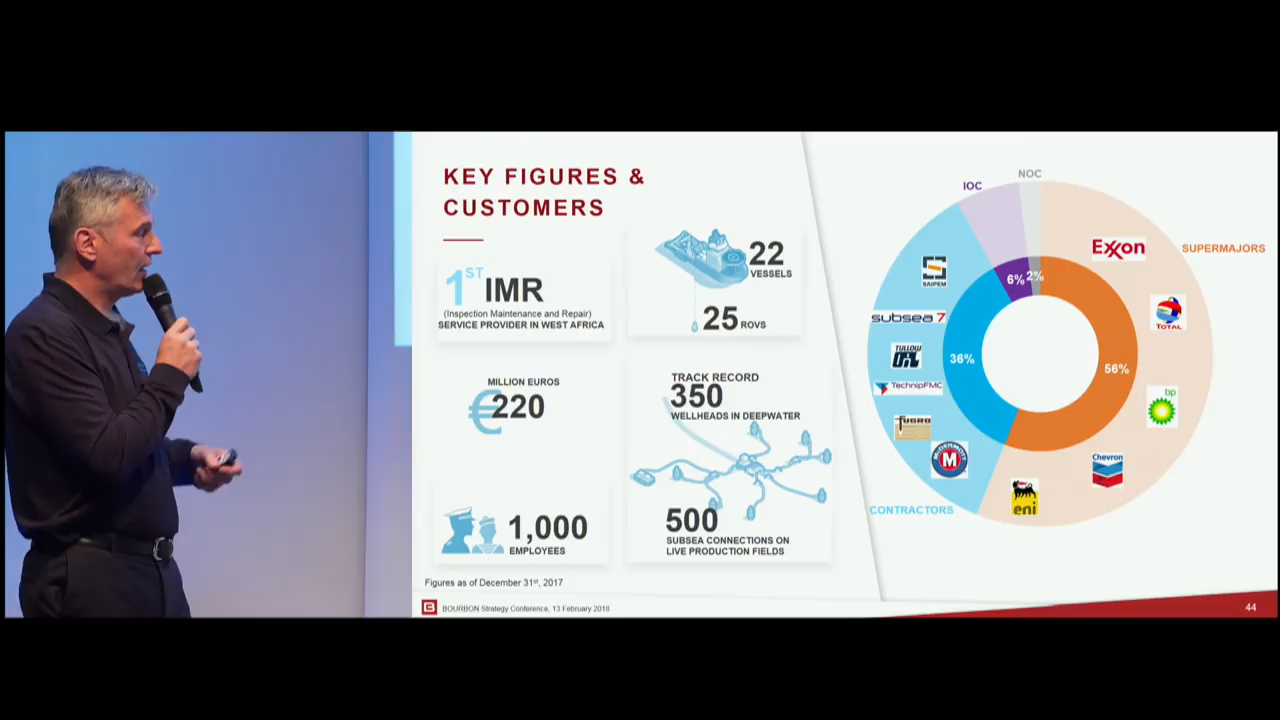 KEY FIGURES &
CUSTOMERS
1ST IMR
(Inspection Maintenance and Repair)
SERVICE PROVIDER IN WEST AFRICA
22
VESSELS
25 ROVS
MILLION EUROS
€220
TRACK RECORD
350
WELLHEADS IN DEEPWATER
1,000
EMPLOYEES
500
SUBSEA CONNECTIONS ON
LIVE PRODUCTION FIELDS
Figures as of December 31st, 2017
BOURBON Strategy Conference, 13 February 2018
44
NOC
IOC
SUPERMAJORS
CONTRACTORS
6%
2%
36%
56%
Exxon
TOTAL
bp
Chevron
eni
SAIPEM
subsea 7
TULLOW
OIL
TechnipFMC
FUGRO
MCDERMOTT
M
B